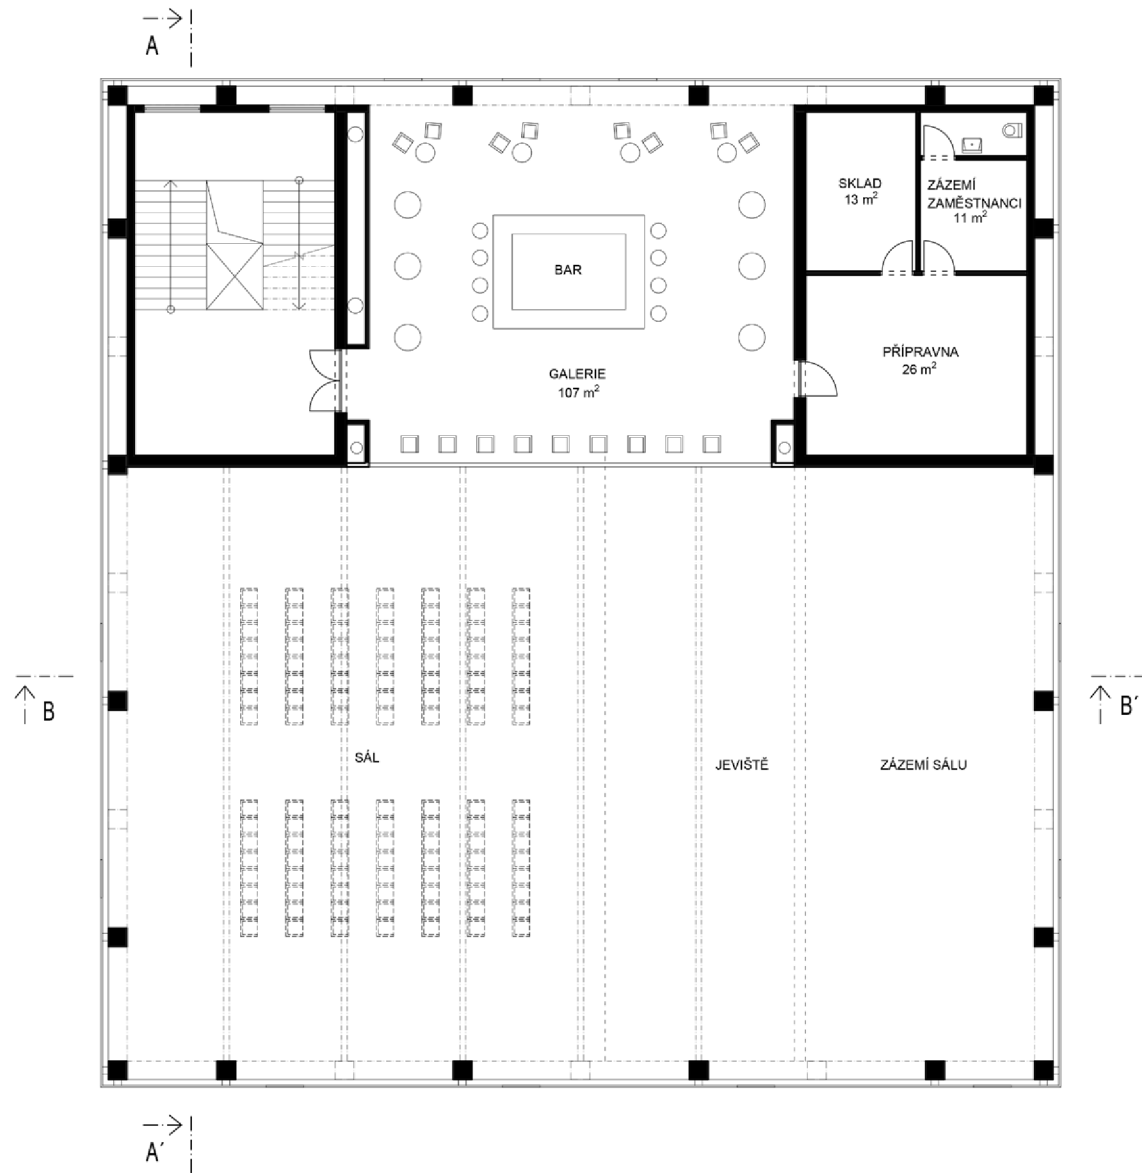 A
SKLAD
13 m²
ZÁZEMÍ
ZAMĚSTNANCI
11 m²
BAR
PŘÍPRAVNA
26 m²
GALERIE
107 m²
B
B´
SÁL
JEVIŠTĚ
ZÁZEMÍ SÁLU
A´